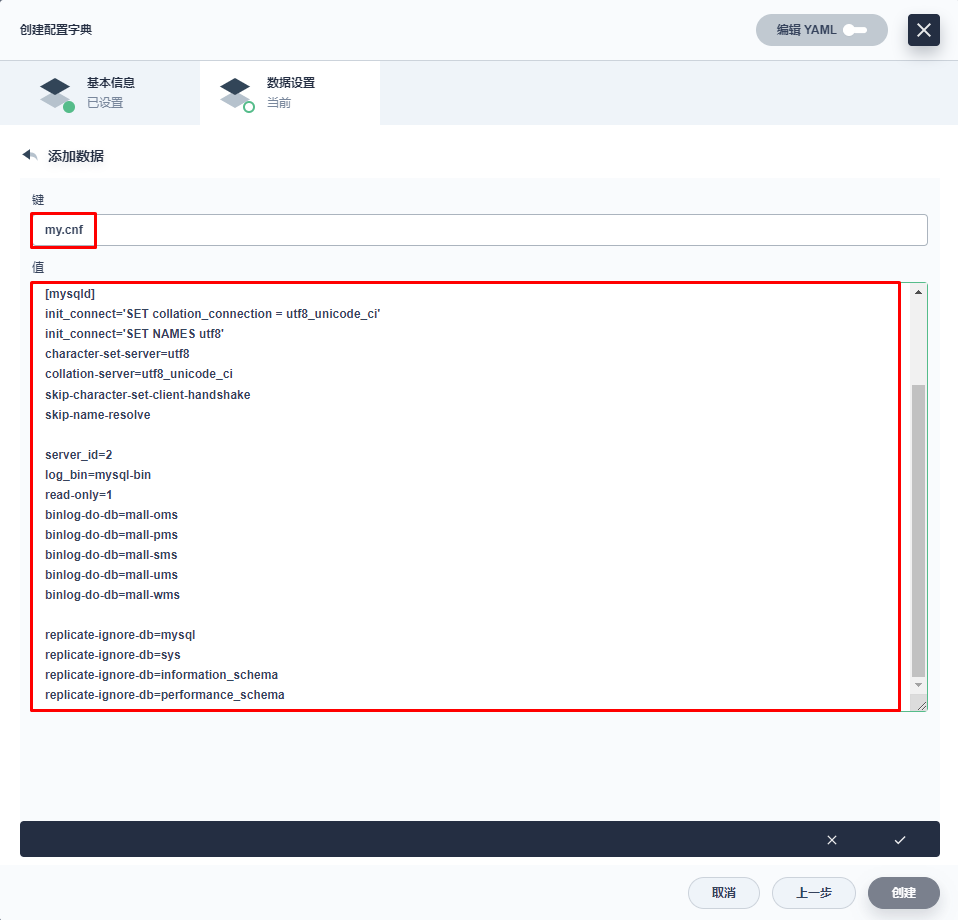 创建配置字典
编辑 YAML
基本信息
已设置
数据设置
当前
添加数据
键
my.cnf
值
[mysqld]
init_connect='SET collation_connection = utf8_unicode_ci'
init_connect='SET NAMES utf8'
character-set-server=utf8
collation-server=utf8_unicode_ci
skip-character-set-client-handshake
skip-name-resolve
server_id=2
log_bin=mysql-bin
read-only=1
binlog-do-db=mall-oms
binlog-do-db=mall-pms
binlog-do-db=mall-sms
binlog-do-db=mall-ums
binlog-do-db=mall-wms
replicate-ignore-db=mysql
replicate-ignore-db=sys
replicate-ignore-db=information_schema
replicate-ignore-db=performance_schema
取消
上一步
创建